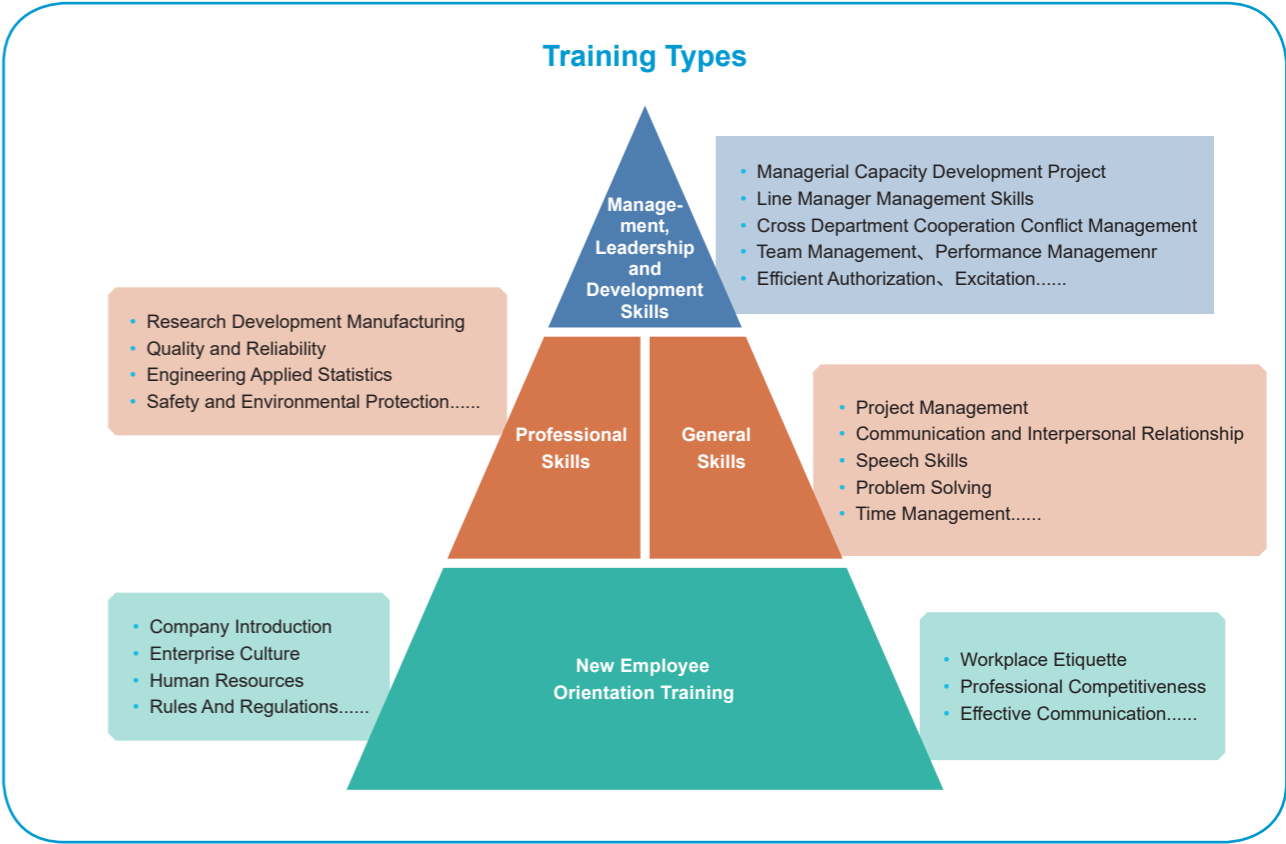 Training Types
Manage-
ment,
Leadership
and
Development
Skills
• Managerial Capacity Development Project
• Line Manager Management Skills
• Cross Department Cooperation Conflict Management
• Team Management、Performance Managemenr
• Efficient Authorization、Excitation......
• Research Development Manufacturing
• Quality and Reliability
• Engineering Applied Statistics
• Safety and Environmental Protection......
Professional
Skills
General
Skills
• Project Management
• Communication and Interpersonal Relationship
• Speech Skills
• Problem Solving
• Time Management......
• Company Introduction
• Enterprise Culture
• Human Resources
• Rules And Regulations......
New Employee
Orientation Training
• Workplace Etiquette
• Professional Competitiveness
• Effective Communication......